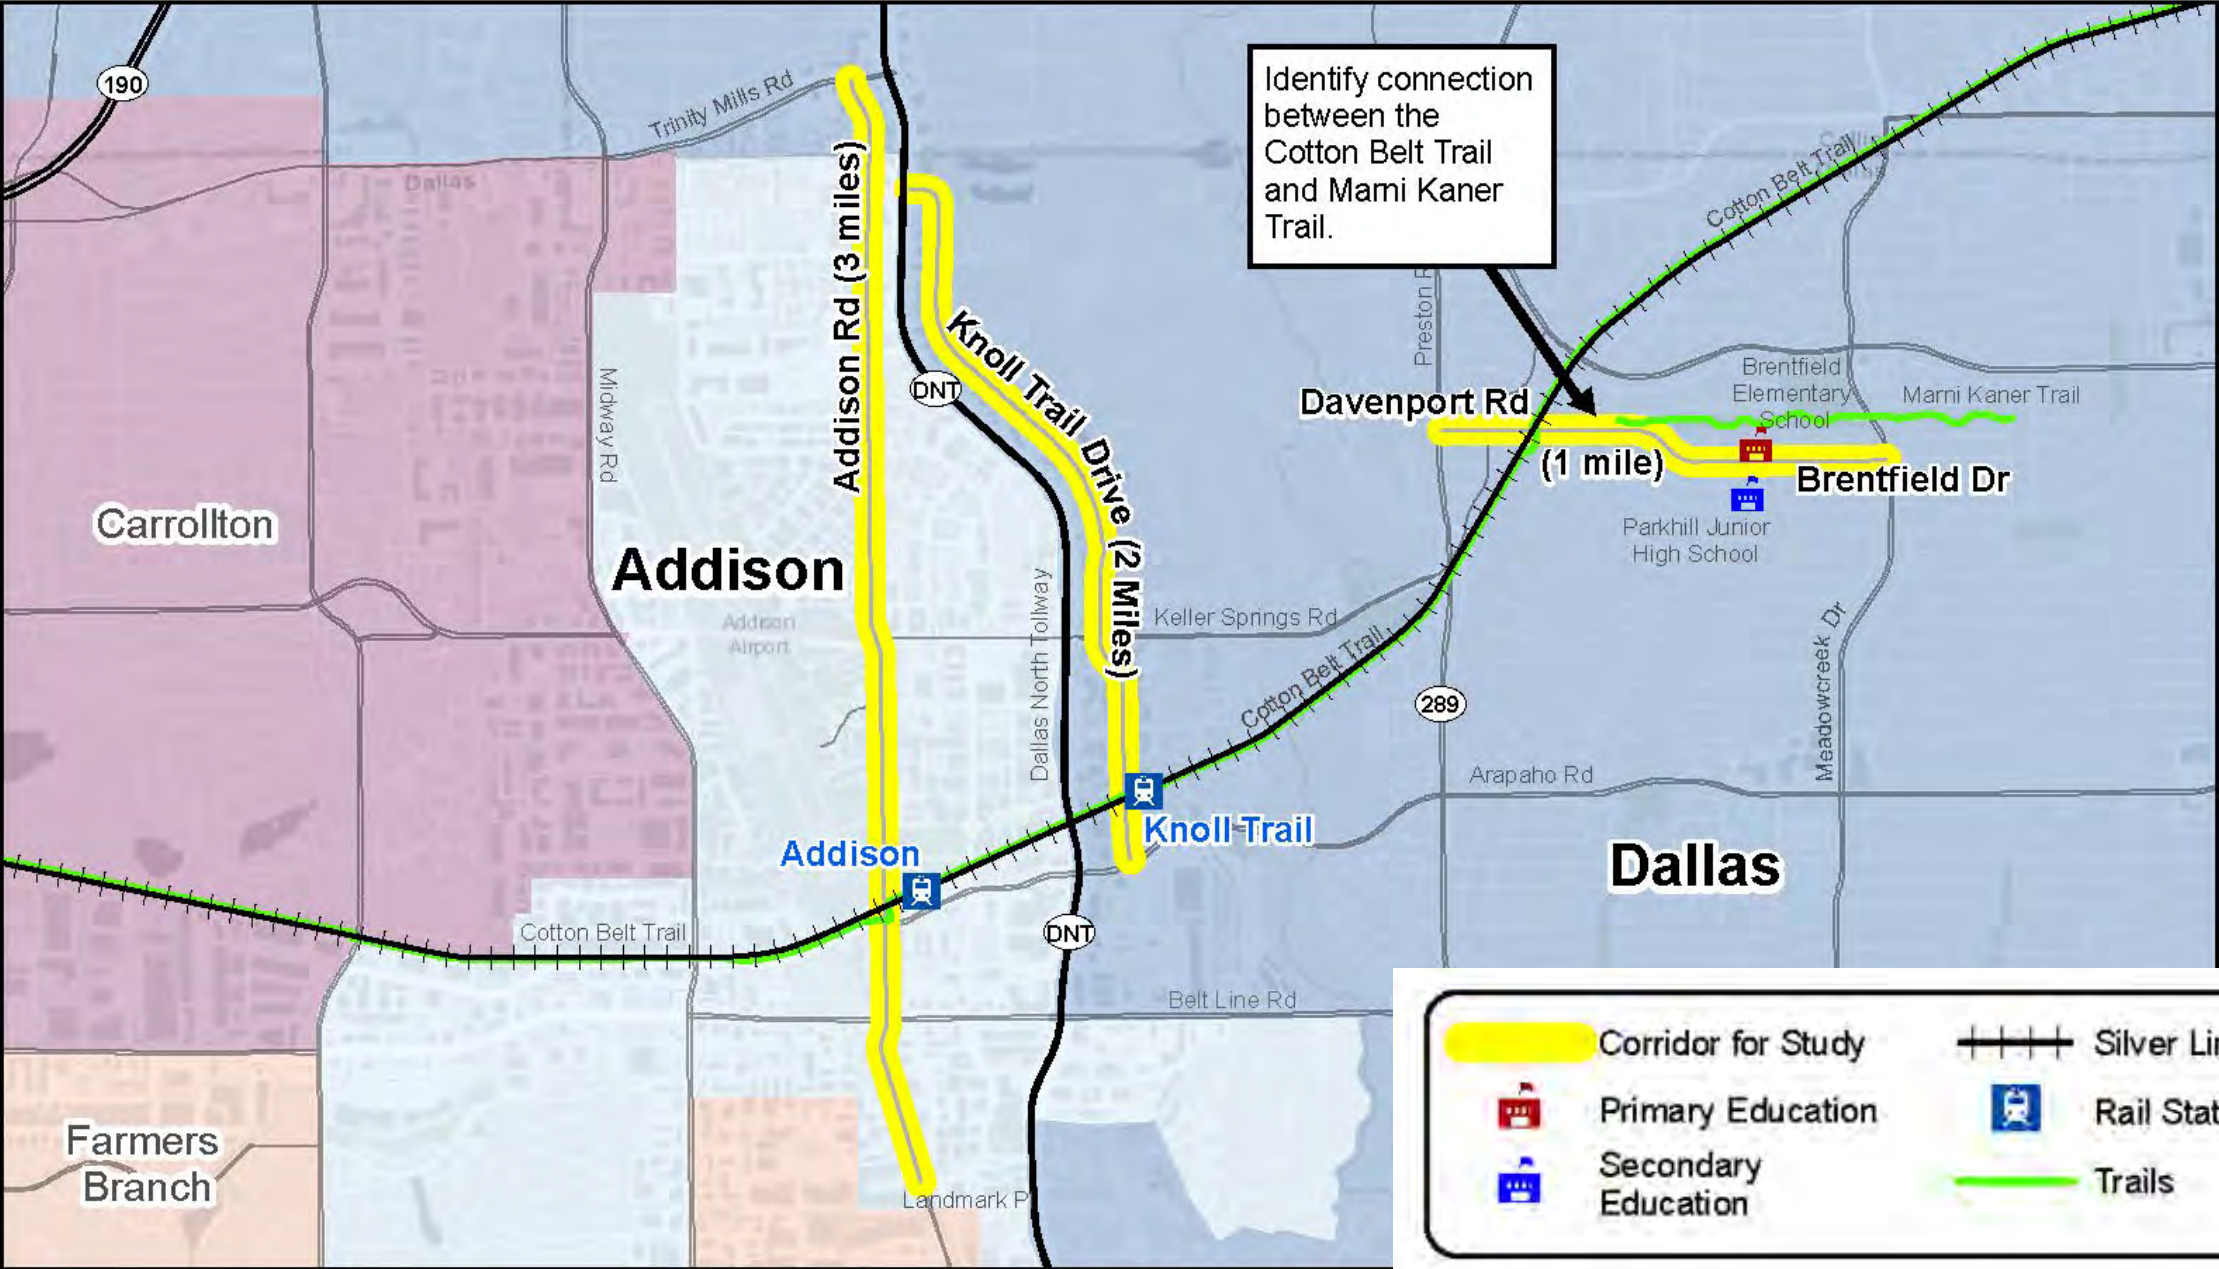 190
Trinity Mills Rd
Identify connection
between the
Cotton Belt Trail
and Marni Kaner
Trail.
Dallas
Cotton Belt Trail
Addison Rd (3 miles)
Knoll Trail Drive (2 Miles)
Preston R
DNT
Midway Rd
Davenport Rd
(1 mile)
Brentfield
Elementary
School
Marni Kaner Trail
Brentfield Dr
Parkhill Junior
High School
Carrollton
Addison
Addison
Airport
Dallas North Tollway
Keller Springs Rd
Cotton Belt Trail
289
Meadowcreek Dr
Arapaho Rd
Addison
Knoll Trail
Dallas
Cotton Belt Trail
DNT
Belt Line Rd
Farmers
Branch
Landmark P
Corridor for Study
Silver Li
Primary Education
Rail Stat
Secondary
Education
Trails